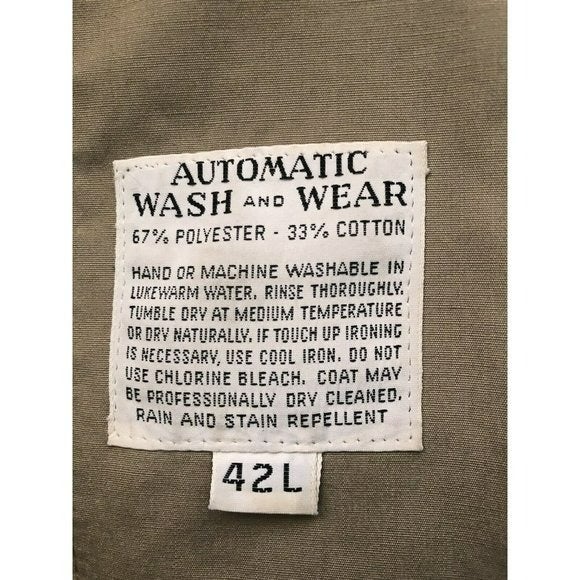 AUTOMATIC
WASH AND WEAR
67% POLYESTER - 33% COTTON
HAND OR MACHINE WASHABLE IN
LUKEWARM WATER. RINSE THOROUGHLY.
TUMBLE DRY AT MEDIUM TEMPERATURE
OR DRY NATURALLY. IF TOUCH UP IRONING
IS NECESSARY, USE COOL IRON. DO NOT
USE CHLORINE BLEACH. COAT MAY
BE PROFESSIONALLY DRY CLEANED.
RAIN AND STAIN REPELLENT
42L